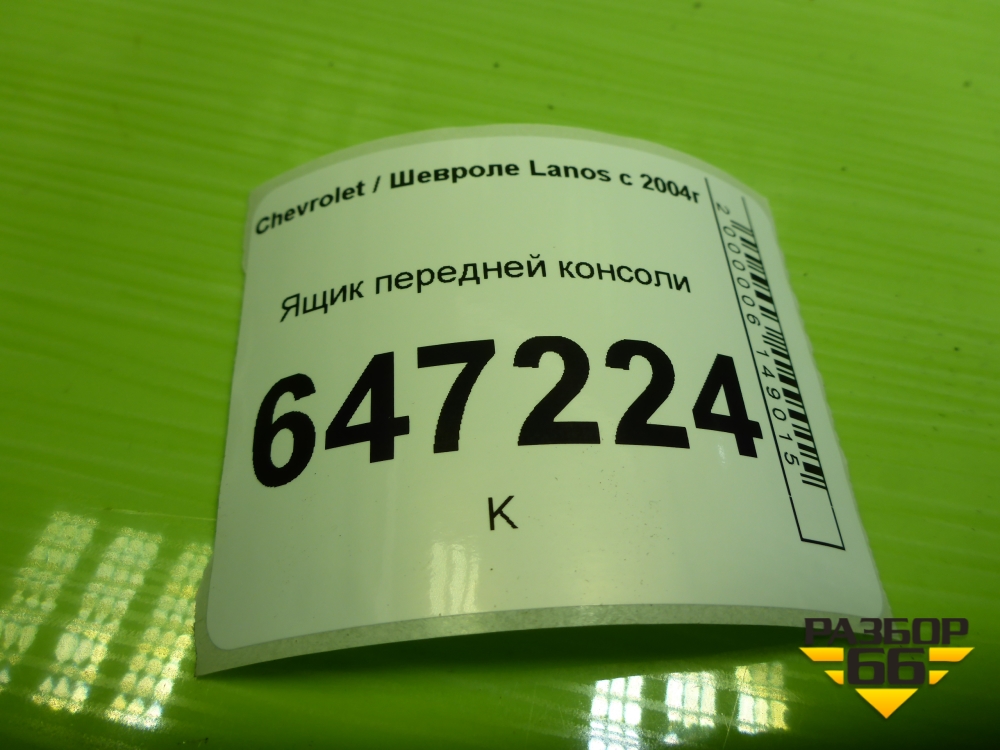 Chevrolet / Шевроле Lanos с 2004г
Ящик передней консоли
647224
К
2000006149015
РАЗБОР
66